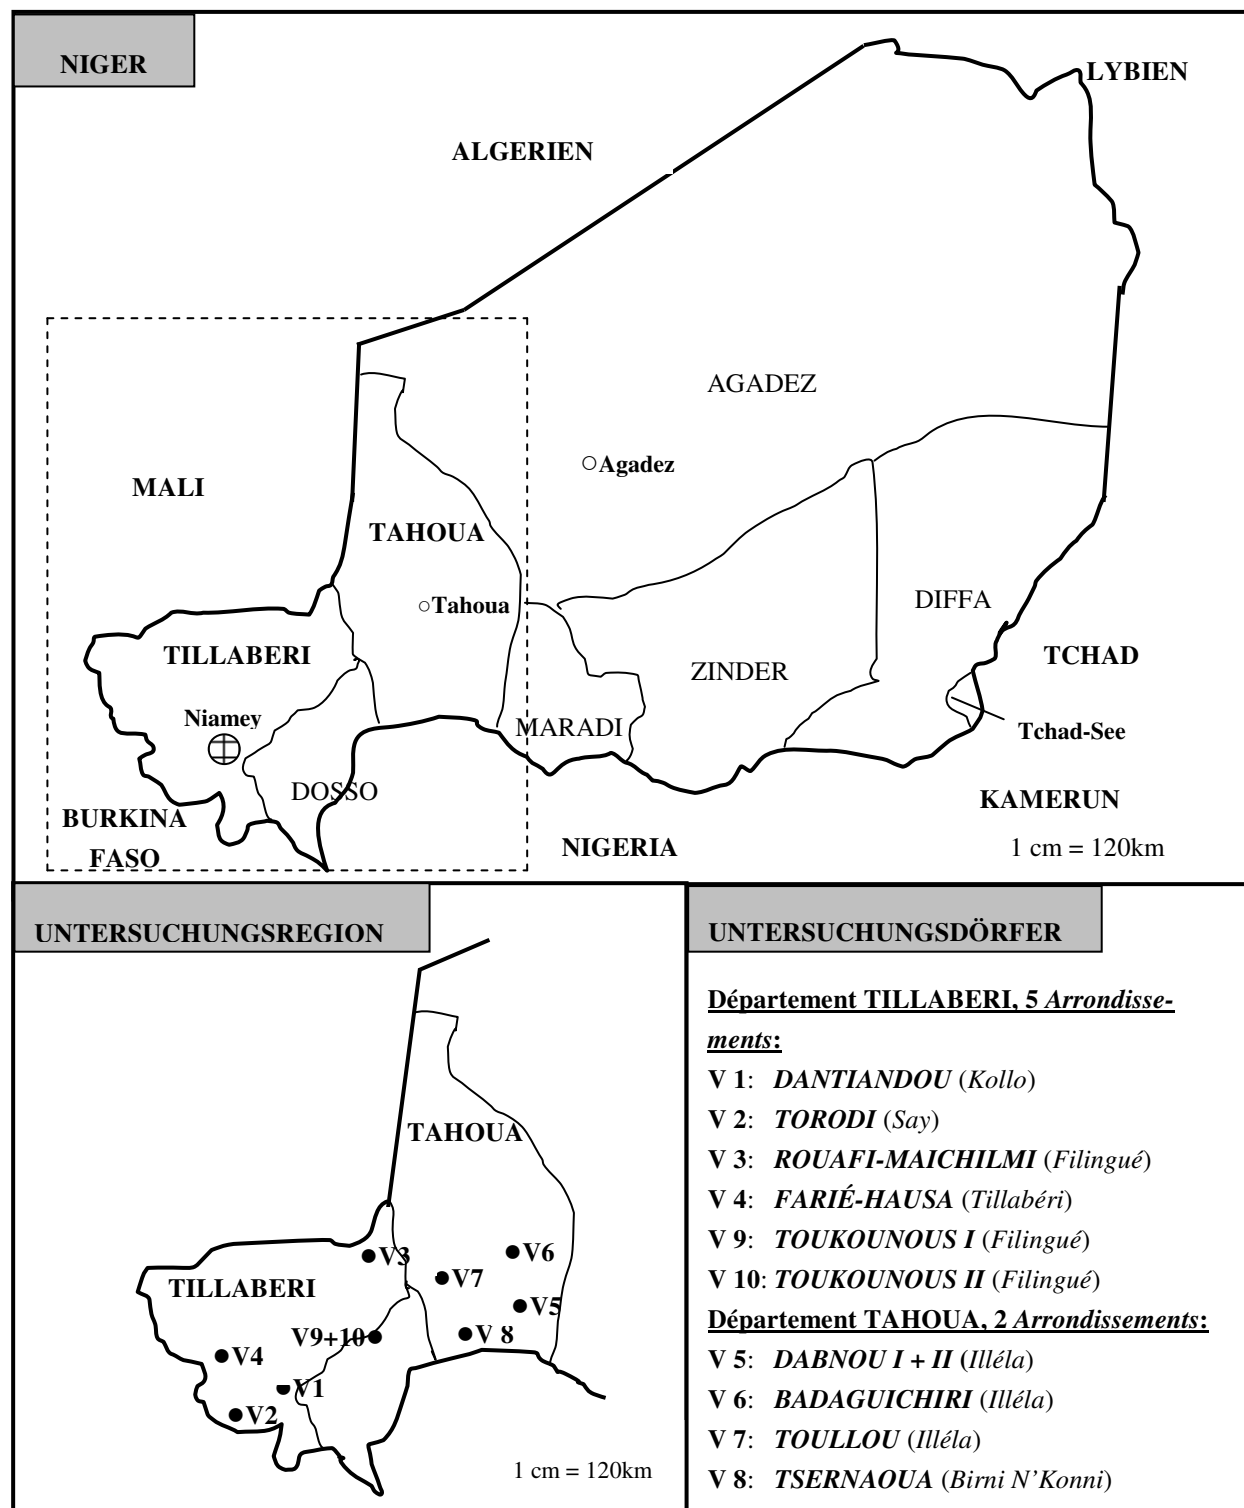 NIGER
LYBIEN
ALGERIEN
AGADEZ
Agadez
MALI
TAHOUA
Tahoua
DIFFA
TILLABERI
TCHAD
ZINDER
Niamey
MARADI
Tchad-See
DOSSO
KAMERUN
BURKINA
FASO
NIGERIA
1 cm = 120km
UNTERSUCHUNGSREGION
TAHOUA
V3
V6
V7
TILLABERI
V5
V9+10
V 8
V4
V1
V2
1 cm = 120km
UNTERSUCHUNGSDÖRFER
Département TILLABERI, 5 Arrondisse-
ments:
V 1: DANTIANDOU (Kollo)
V 2: TORODI (Say)
V 3: ROUAFI-MAICHILMI (Filingué)
V 4: FARIÉ-HAUSA (Tillabéri)
V 9: TOUKOUNOUS I (Filingué)
V 10: TOUKOUNOUS II (Filingué)
Département TAHOUA, 2 Arrondissements:
V 5: DABNOU I + II (Illéla)
V 6: BADAGUICHIRI (Illéla)
V 7: TOULLOU (Illéla)
V 8: TSERNAOUA (Birni N’Konni)